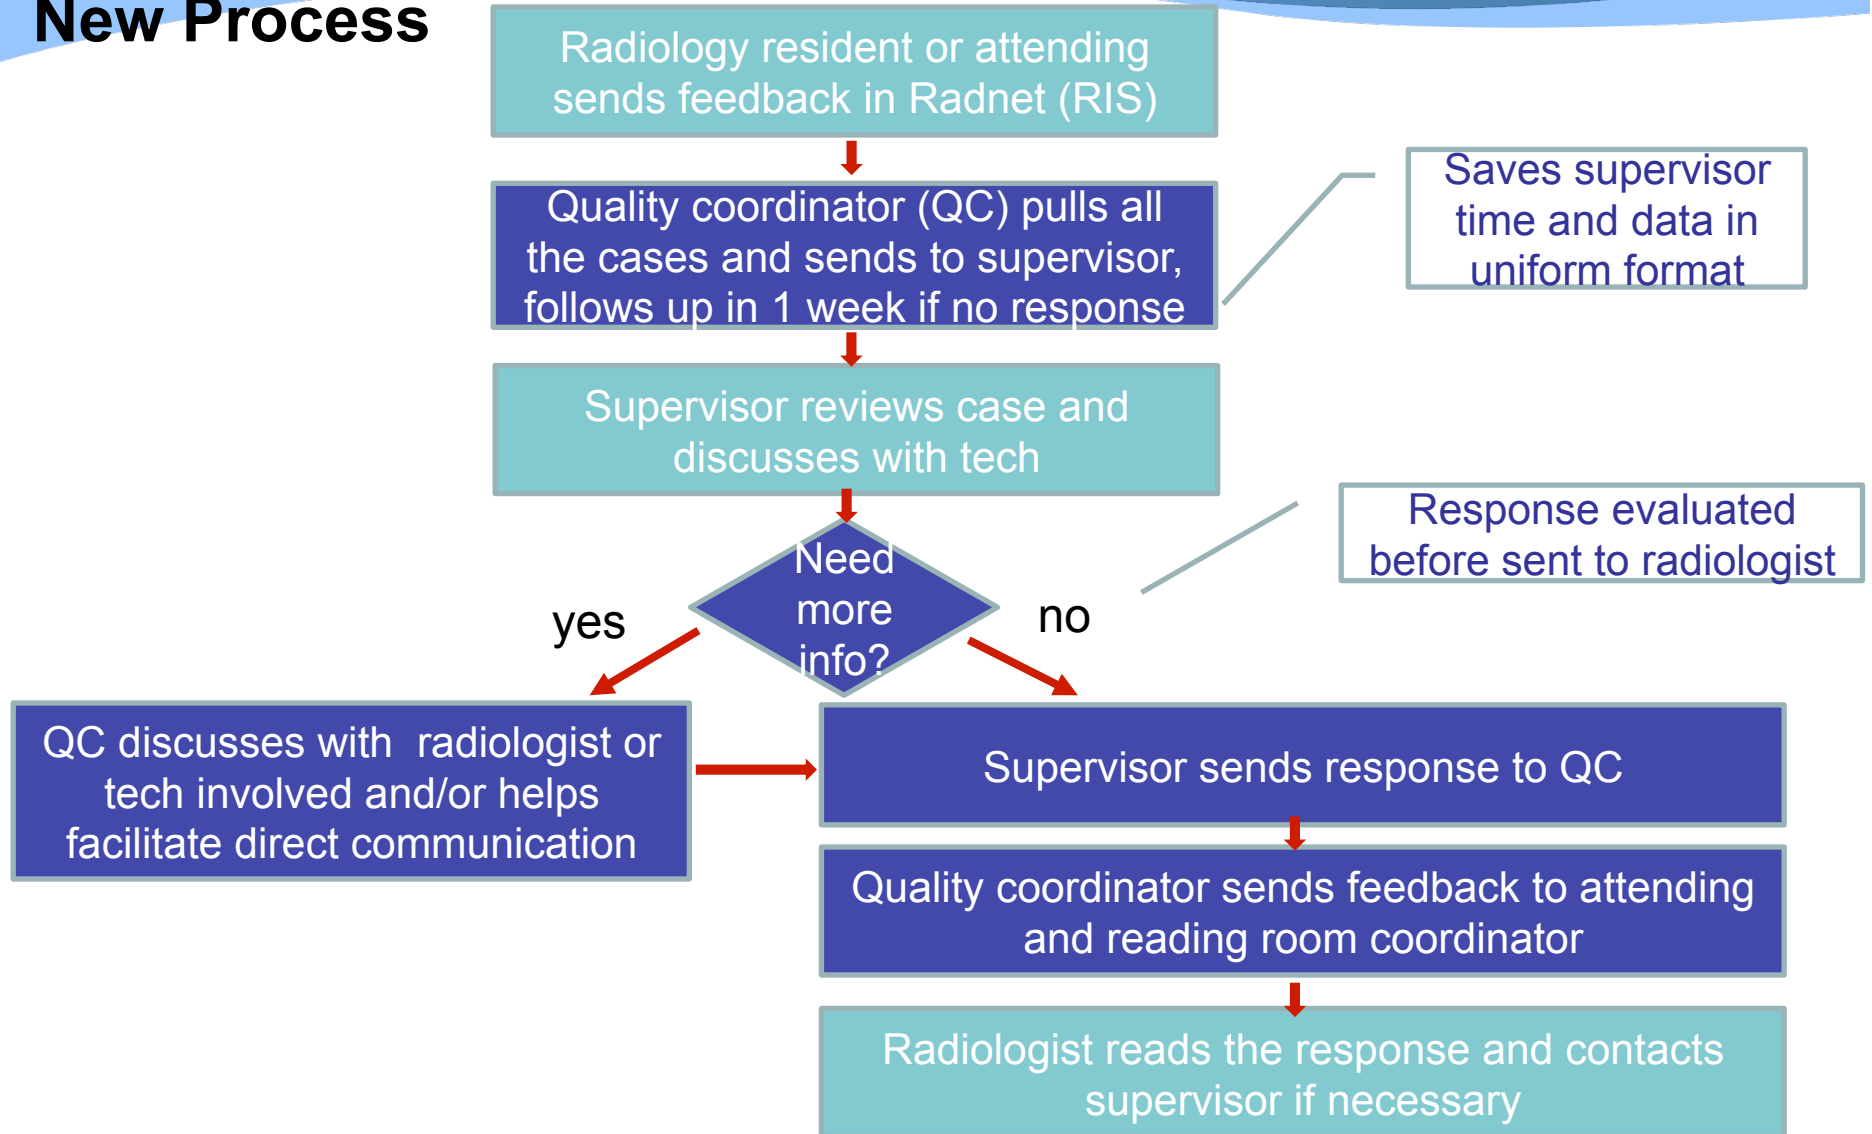 New Process
Radiology resident or attending
sends feedback in Radnet (RIS)
Quality coordinator (QC) pulls all
the cases and sends to supervisor,
follows up in 1 week if no response
Saves supervisor
time and data in
uniform format
Supervisor reviews case and
discusses with tech
Response evaluated
before sent to radiologist
Need
more
info?
yes
no
QC discusses with radiologist or
tech involved and/or helps
facilitate direct communication
Supervisor sends response to QC
Quality coordinator sends feedback to attending
and reading room coordinator
Radiologist reads the response and contacts
supervisor if necessary